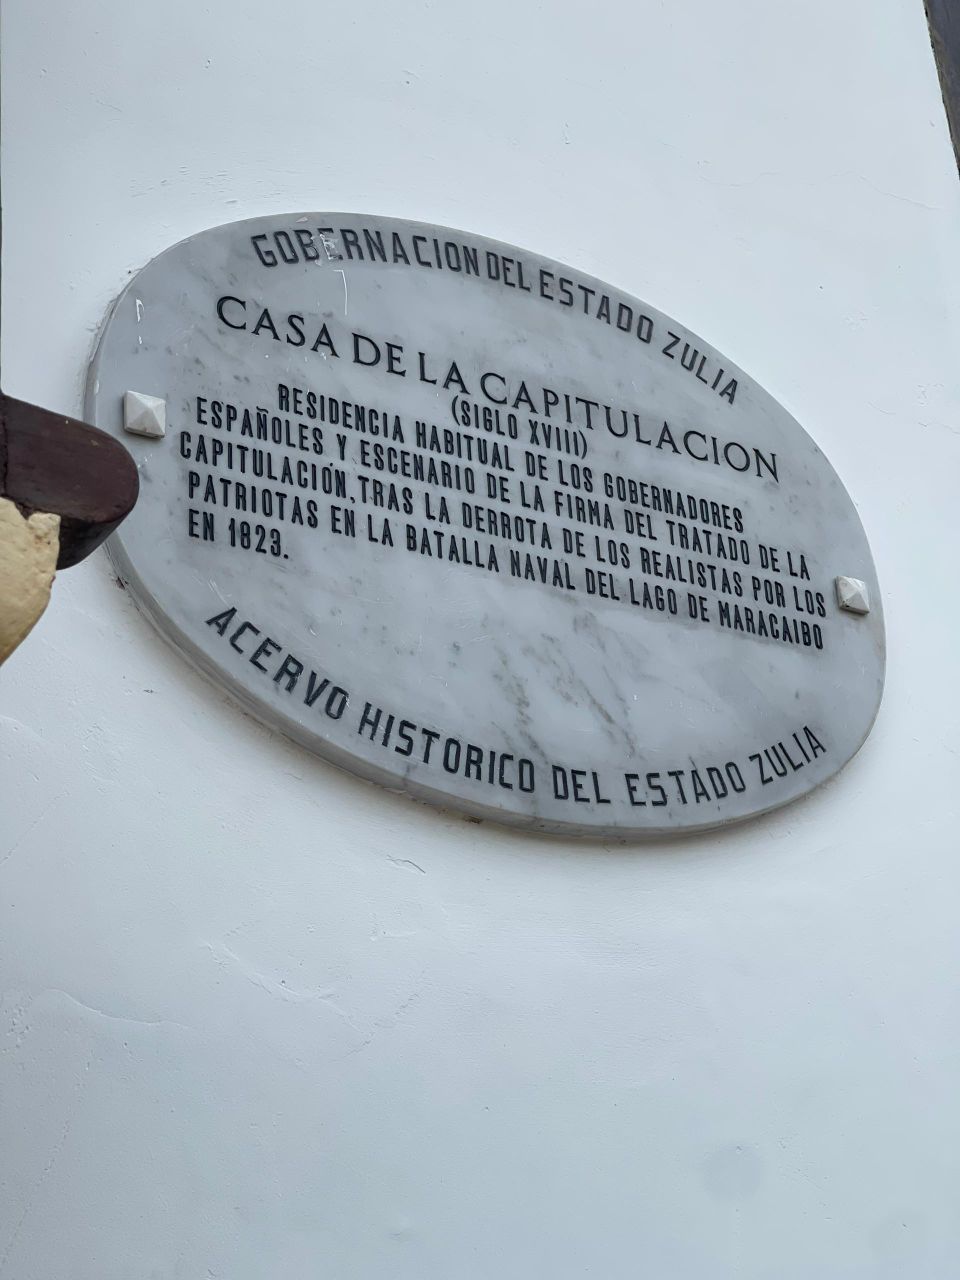 GOBERNACION DEL ESTADO ZULIA
CASA DE LA CAPITULACION
(SIGLO XVIII)
RESIDENCIA HABITUAL DE LOS GOBERNADORES
ESPAÑOLES Y ESCENARIO DE LA FIRMA DEL TRATADO DE LA
CAPITULACIÓN, TRAS LA DERROTA DE LOS REALISTAS POR LOS
PATRIOTAS EN LA BATALLA NAVAL DEL LAGO DE MARACAIBO
EN 1823.
ACERVO HISTORICO DEL ESTADO ZULIA